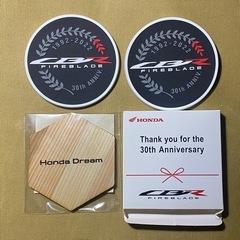 1992-2022
CBR
FIREBLADE
30th ANNIV.
1992-2022
CBR
FIREBLADE
30th ANNIV.
Honda Dream
HONDA
Thank you for the
30th Anniversary
CBR
FIREBLADE